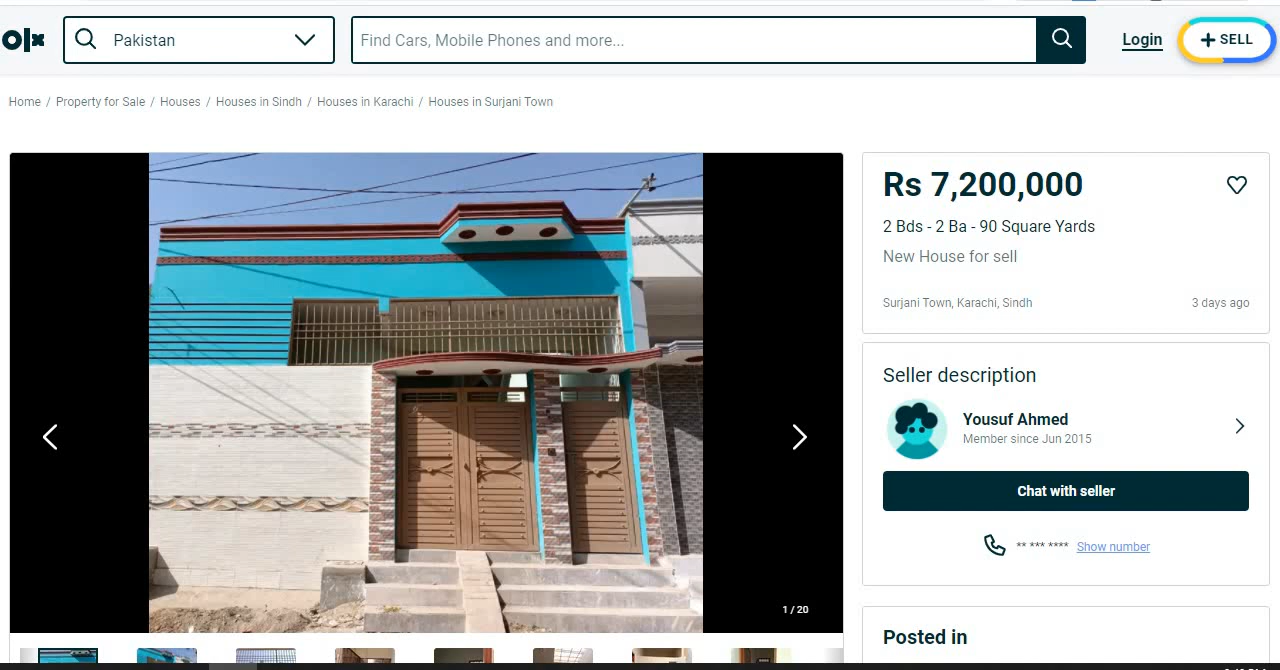 olx
Pakistan
Find Cars, Mobile Phones and more...
Login
+ SELL
Home / Property for Sale / Houses / Houses in Sindh / Houses in Karachi / Houses in Surjani Town
Rs 7,200,000
2 Bds - 2 Ba - 90 Square Yards
New House for sell
Surjani Town, Karachi, Sindh
3 days ago
Seller description
Yousuf Ahmed
Member since Jun 2015
Chat with seller
** *** **** Show number
1 / 20
Posted in